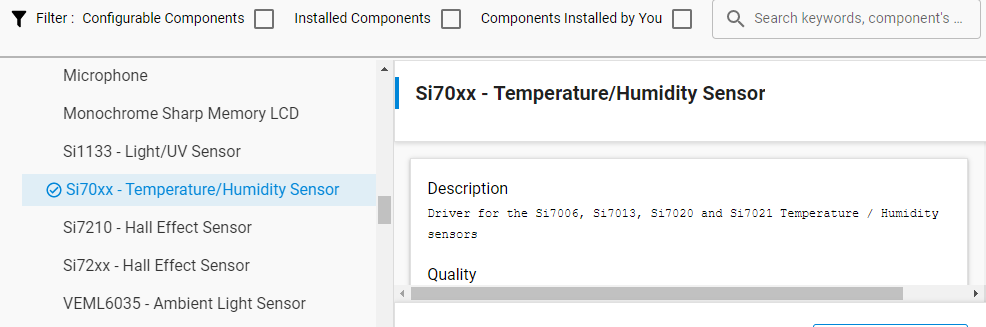 Filter : Configurable Components Installed Components Components Installed by You Search keywords, component's ...
Microphone
Monochrome Sharp Memory LCD
Si1133 - Light/UV Sensor
Si70xx - Temperature/Humidity Sensor
Si7210 - Hall Effect Sensor
Si72xx - Hall Effect Sensor
VEML6035 - Ambient Light Sensor
Si70xx - Temperature/Humidity Sensor
Description
Driver for the Si7006, Si7013, Si7020 and Si7021 Temperature / Humidity
sensors
Quality